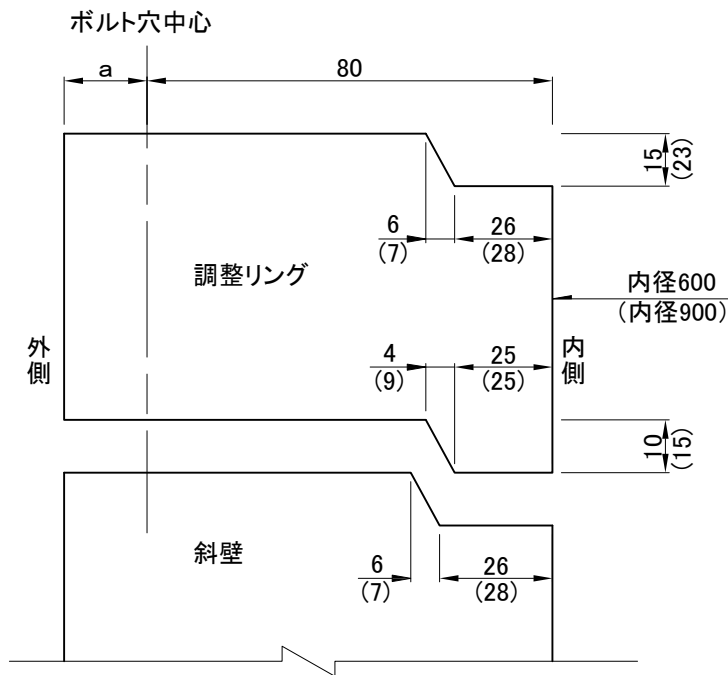 ボルト穴中心
a
80
15
(23)
6
(7)
26
(28)
調整リング
内径600
(内径900)
外側
4
(9)
25
(25)
内側
10
(15)
斜壁
6
(7)
26
(28)